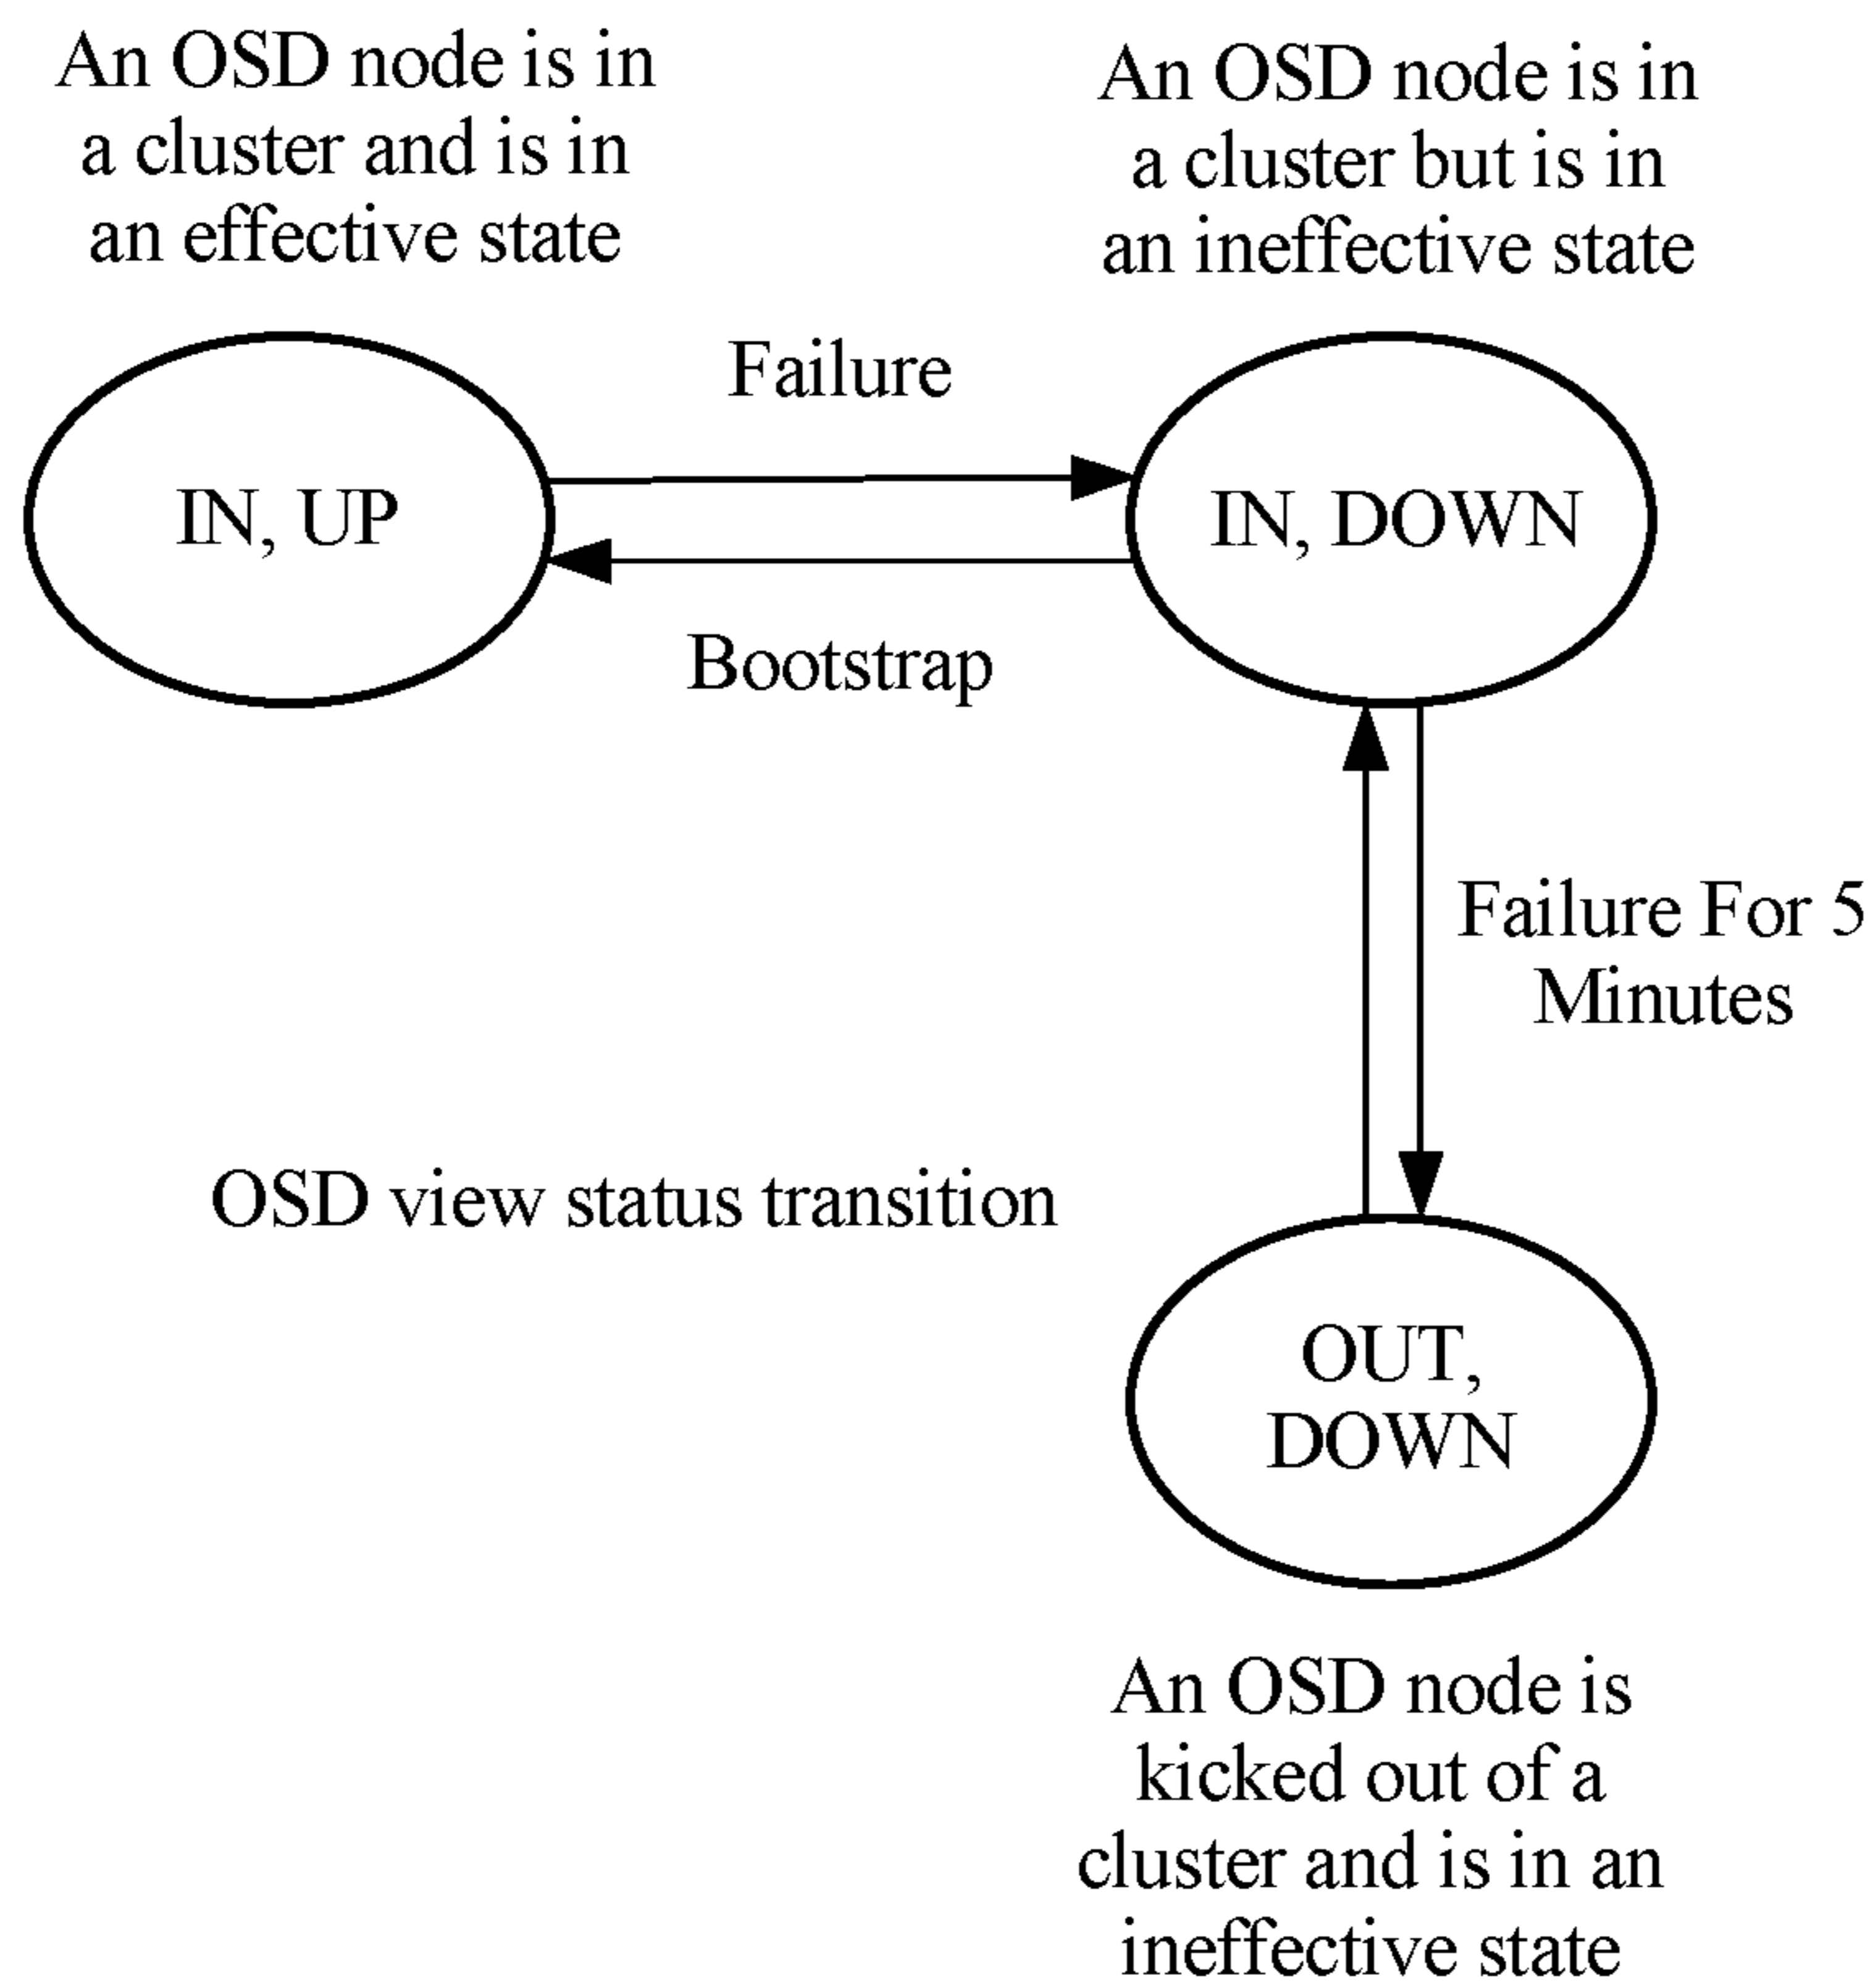 An OSD node is in
a cluster and is in
an effective state
An OSD node is in
a cluster but is in
an ineffective state
Failure
IN, UP
IN, DOWN
Bootstrap
Failure For 5
Minutes
OSD view status transition
OUT,
DOWN
An OSD node is
kicked out of a
cluster and is in an
ineffective state